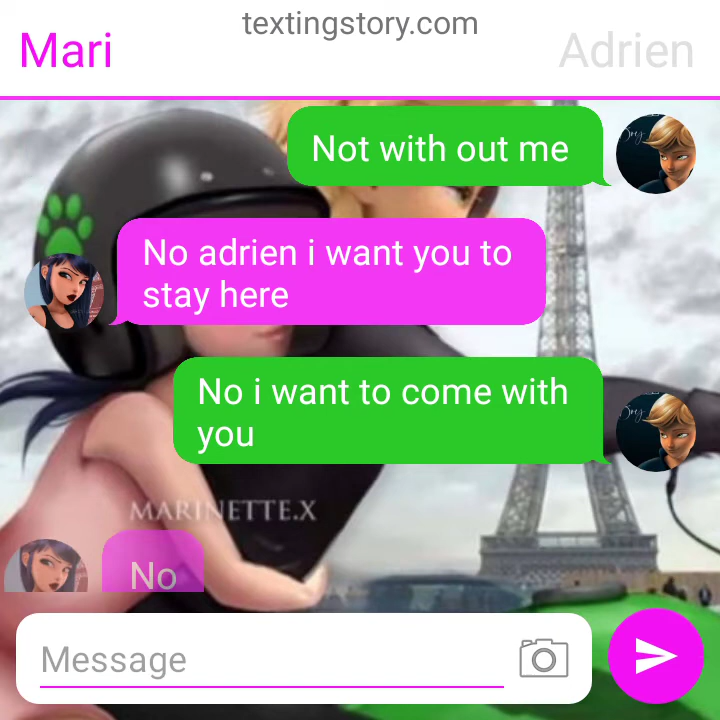 textingstory.com
Mari
Adrien
Not with out me
No adrien i want you to
stay here
No i want to come with
you
MARINETTE.X
No
Message